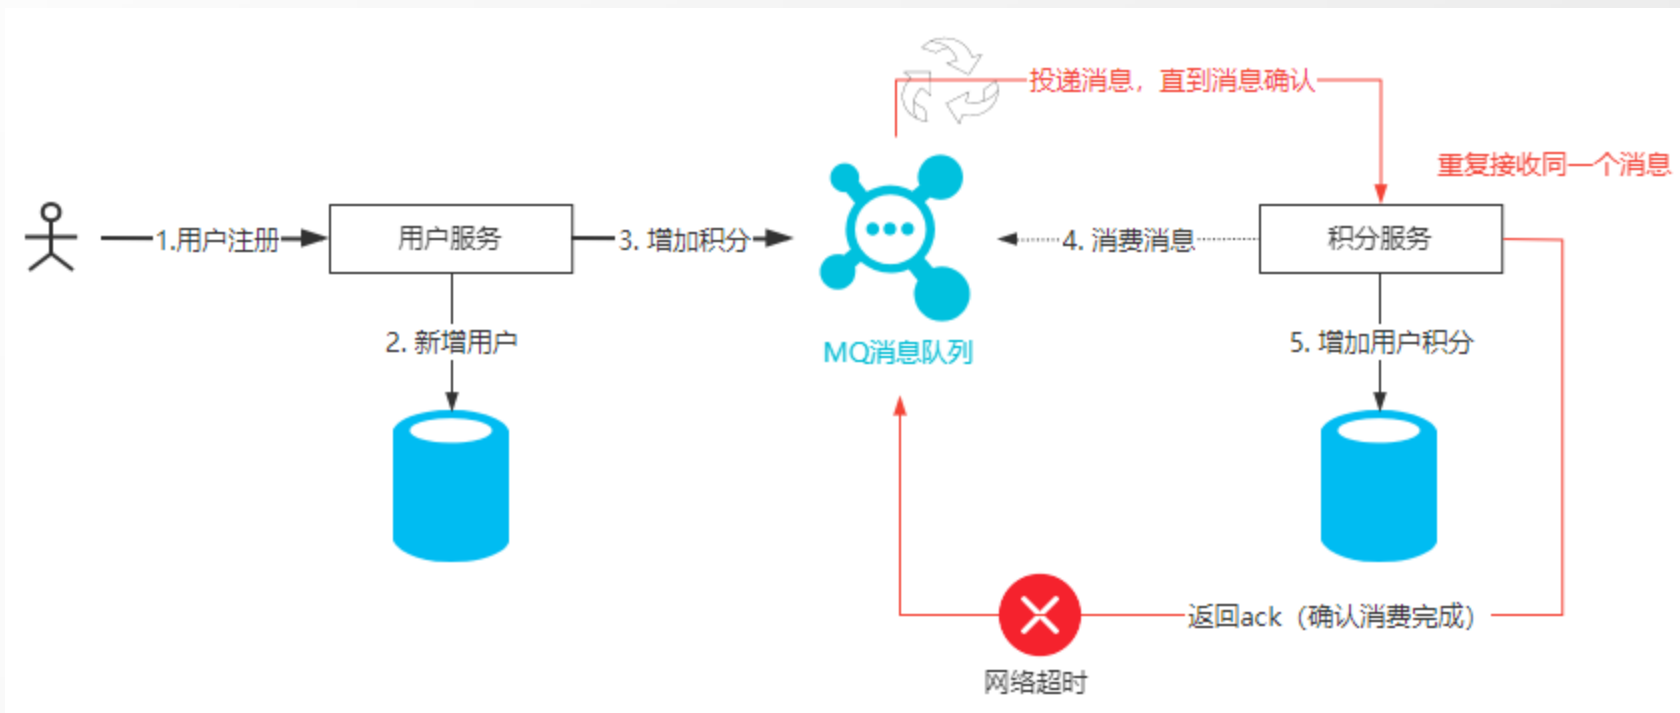 投递消息，直到消息确认
重复接收同一个消息
1.用户注册
用户服务
3. 增加积分
4. 消费消息
积分服务
2. 新增用户
MQ消息队列
5. 增加用户积分
返回ack（确认消费完成）
网络超时